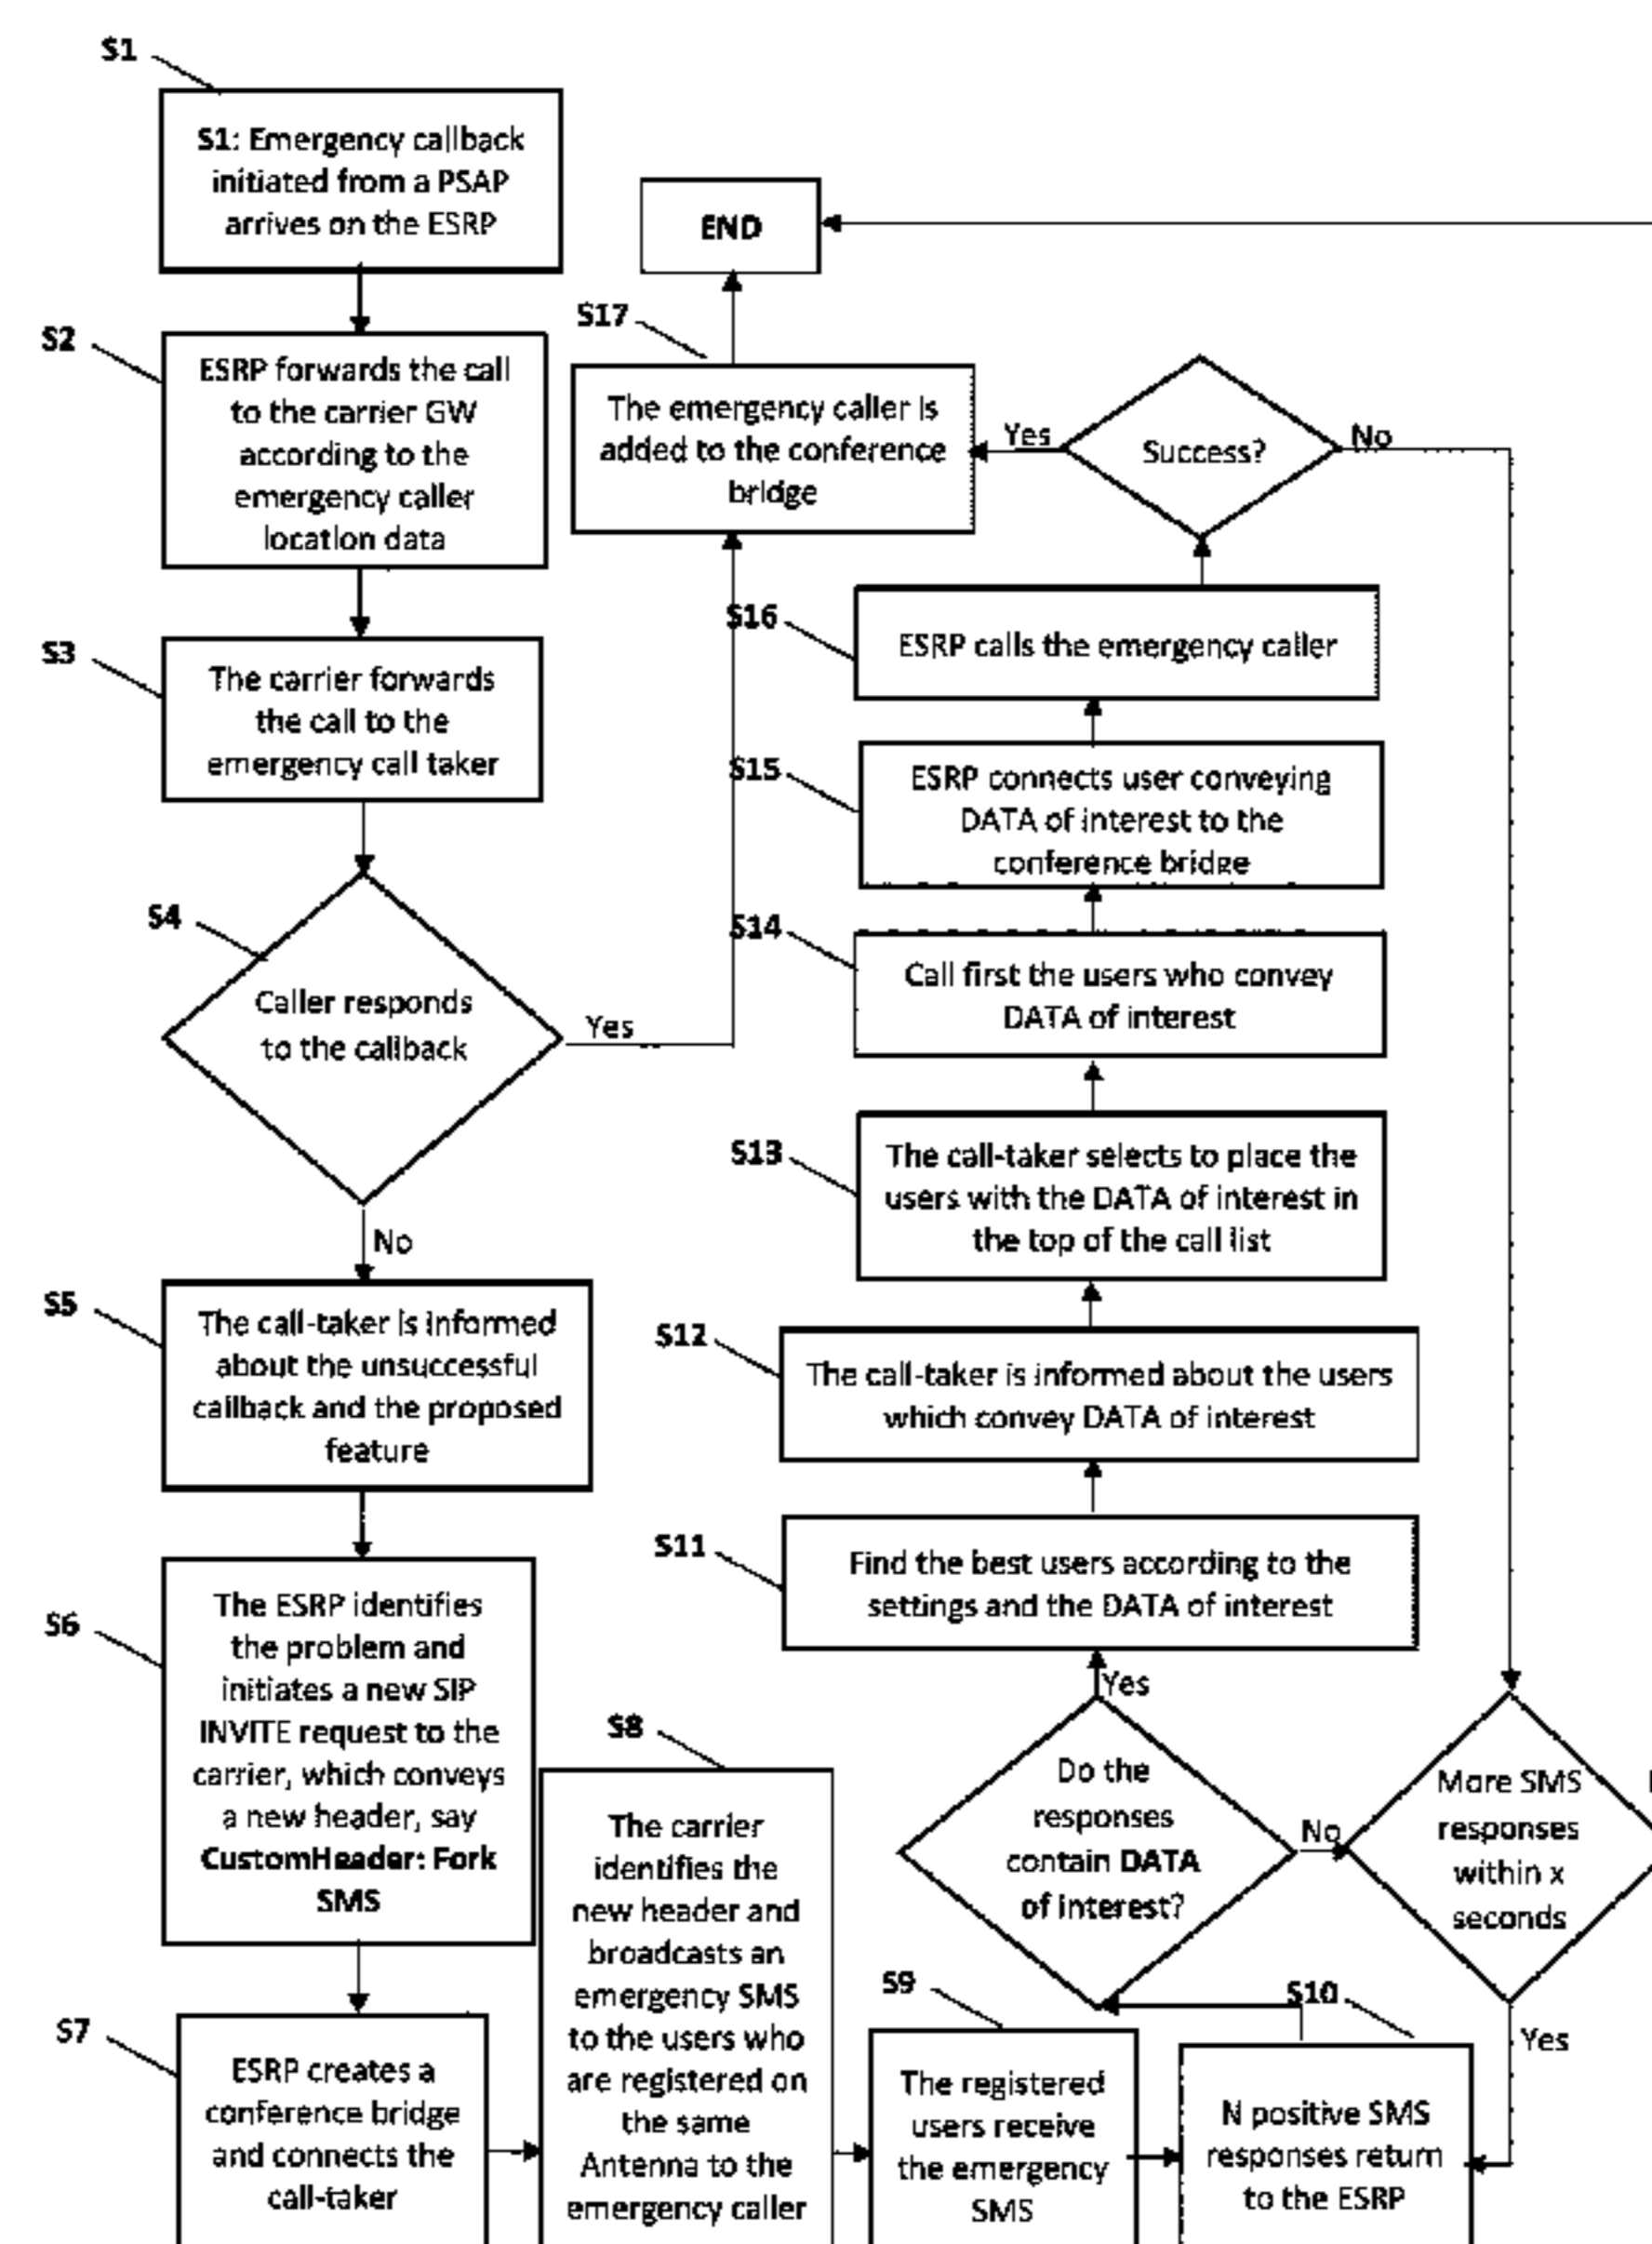 S1
S1: Emergency callback
initiated from a PSAP
arrives on the ESRP
S2
ESRP forwards the call
to the carrier GW
according to the
emergency caller
location data
S3
The carrier forwards
the call to the
emergency call taker
S4
Caller responds
to the callback
Yes
No
S5
The call-taker is informed
about the unsuccessful
callback and the proposed
feature
S6
The ESRP identifies
the problem and
initiates a new SIP
INVITE request to the
carrier, which conveys
a new header, say
CustomHeader: Fork
SMS
S7
ESRP creates a
conference bridge
and connects the
call-taker
S8
The carrier
identifies the
new header and
broadcasts an
emergency SMS
to the users who
are registered on
the same
Antenna to the
emergency caller
S9
The registered
users receive
the emergency
SMS
S10
N positive SMS
responses return
to the ESRP
Do the
responses
contain DATA
of interest?
Yes
No
More SMS
responses
within x
seconds
Yes
S11
Find the best users according to the
settings and the DATA of interest
S12
The call-taker is informed about the users
which convey DATA of interest
S13
The call-taker selects to place the
users with the DATA of interest in
the top of the call list
S14
Call first the users who convey
DATA of interest
S15
ESRP connects user conveying
DATA of interest to the
conference bridge
S16
ESRP calls the emergency caller
Success?
Yes
No
S17
The emergency caller is
added to the conference
bridge
END